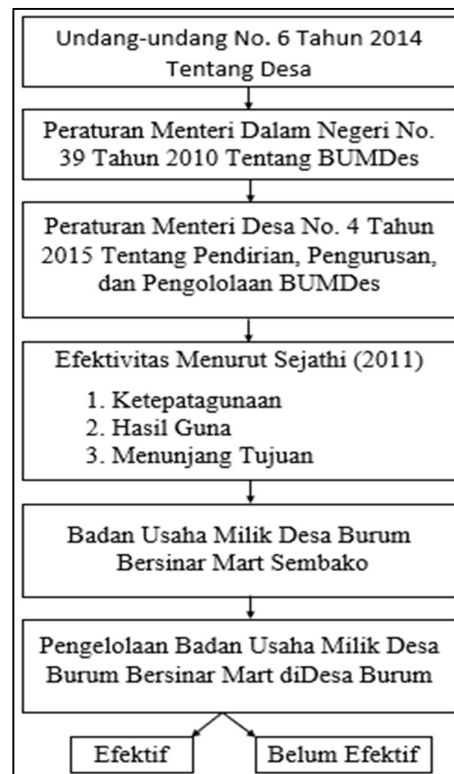 Undang-undang No. 6 Tahun 2014
Tentang Desa
Peraturan Menteri Dalam Negeri No.
39 Tahun 2010 Tentang BUMDes
Peraturan Menteri Desa No. 4 Tahun
2015 Tentang Pendirian, Pengurusan,
dan Pengololaan BUMDes
Efektivitas Menurut Sejathi (2011)
1. Ketepatagunaan
2. Hasil Guna
3. Menunjang Tujuan
Badan Usaha Milik Desa Burum
Bersinar Mart Sembako
Pengelolaan Badan Usaha Milik Desa
Burum Bersinar Mart diDesa Burum
Efektif
Belum Efektif